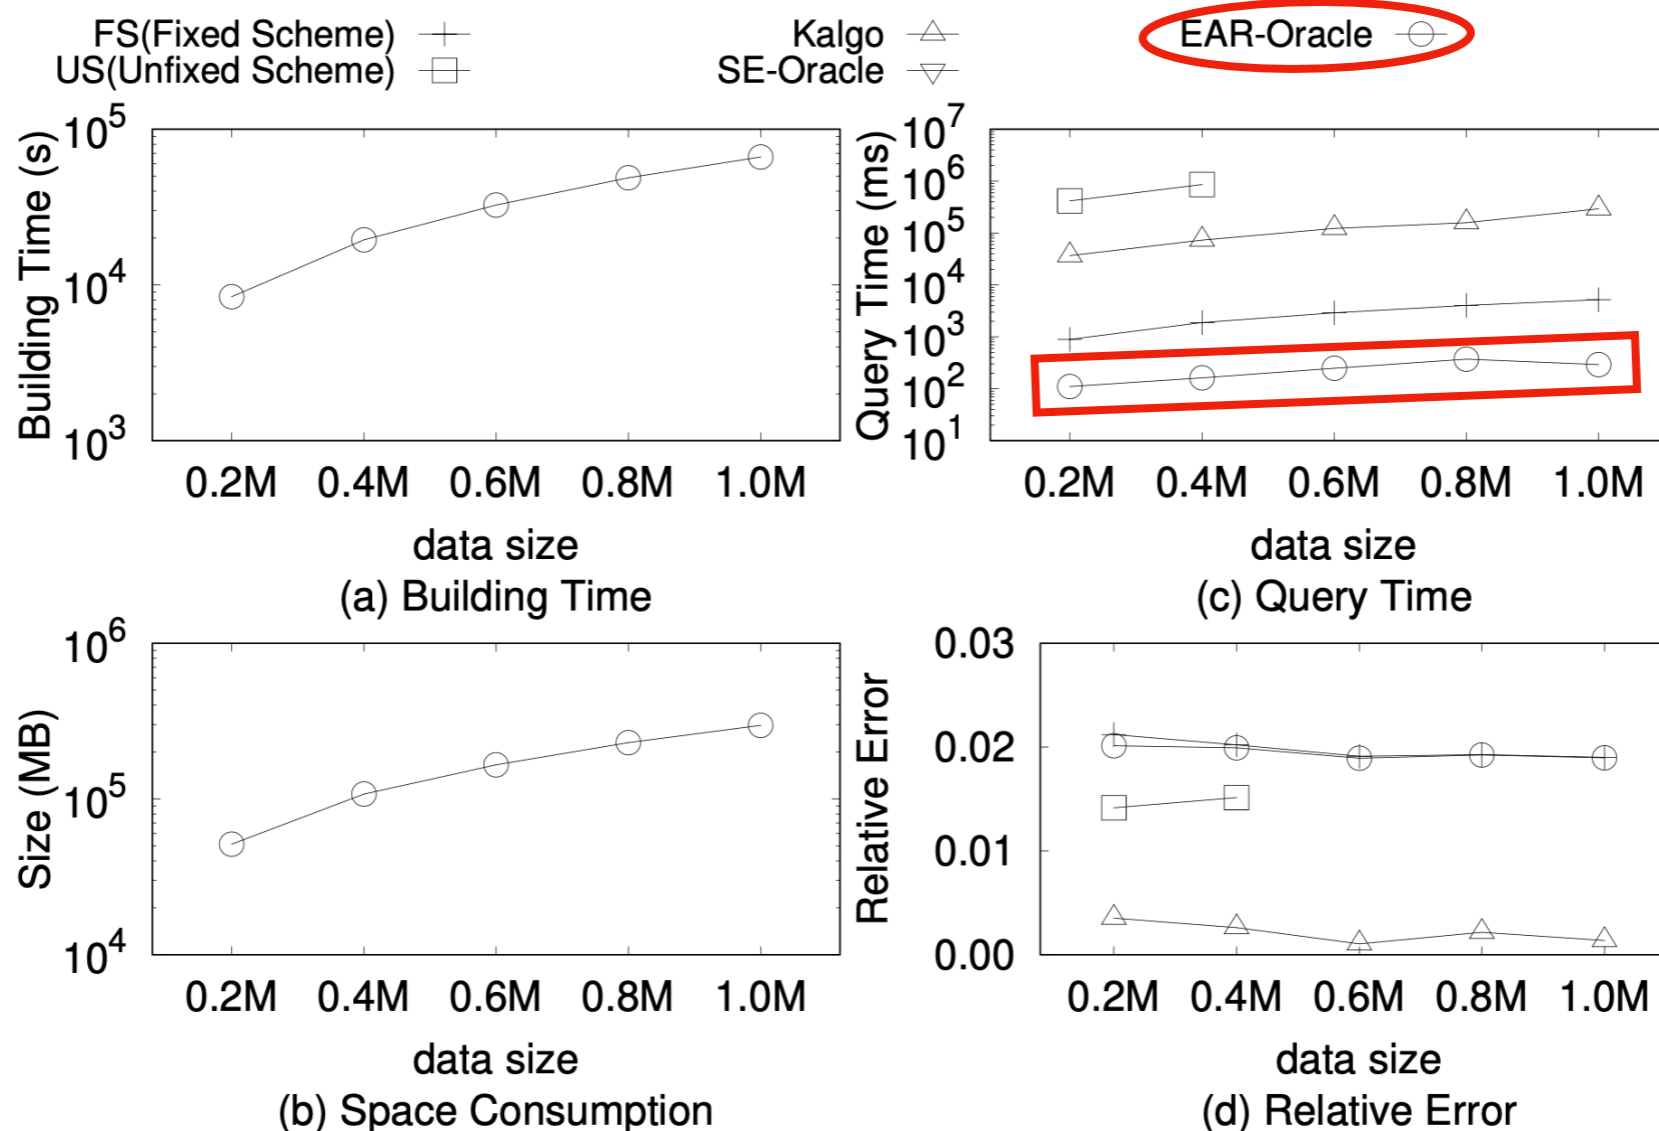 FS(Fixed Scheme)
US(Unfixed Scheme)
Kalgo
SE-Oracle
EAR-Oracle
Building Time (s)
10^5
10^4
10^3
0.2M 0.4M 0.6M 0.8M 1.0M
data size
(a) Building Time
Query Time (ms)
10^7
10^6
10^5
10^4
10^3
10^2
10^1
0.2M 0.4M 0.6M 0.8M 1.0M
data size
(c) Query Time
Size (MB)
10^6
10^5
10^4
0.2M 0.4M 0.6M 0.8M 1.0M
data size
(b) Space Consumption
Relative Error
0.03
0.02
0.01
0.00
0.2M 0.4M 0.6M 0.8M 1.0M
data size
(d) Relative Error